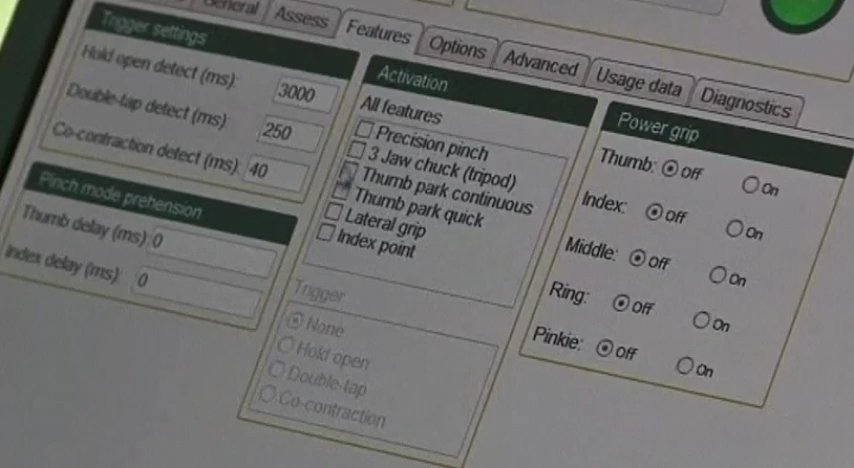 General Assess Features Options Advanced Usage data Diagnostics
Trigger settings
Hold open detect (ms): 3000
Double-tap detect (ms): 250
Co-contraction detect (ms): 40
Pinch mode prehension
Thumb delay (ms): 0
Index delay (ms): 0
Activation
All features
Precision pinch
3 Jaw chuck (tripod)
Thumb park continuous
Thumb park quick
Lateral grip
Index point
Trigger
None
Hold open
Double-tap
Co-contraction
Power grip
Thumb: Off On
Index: Off On
Middle: Off On
Ring: Off On
Pinkie: Off On